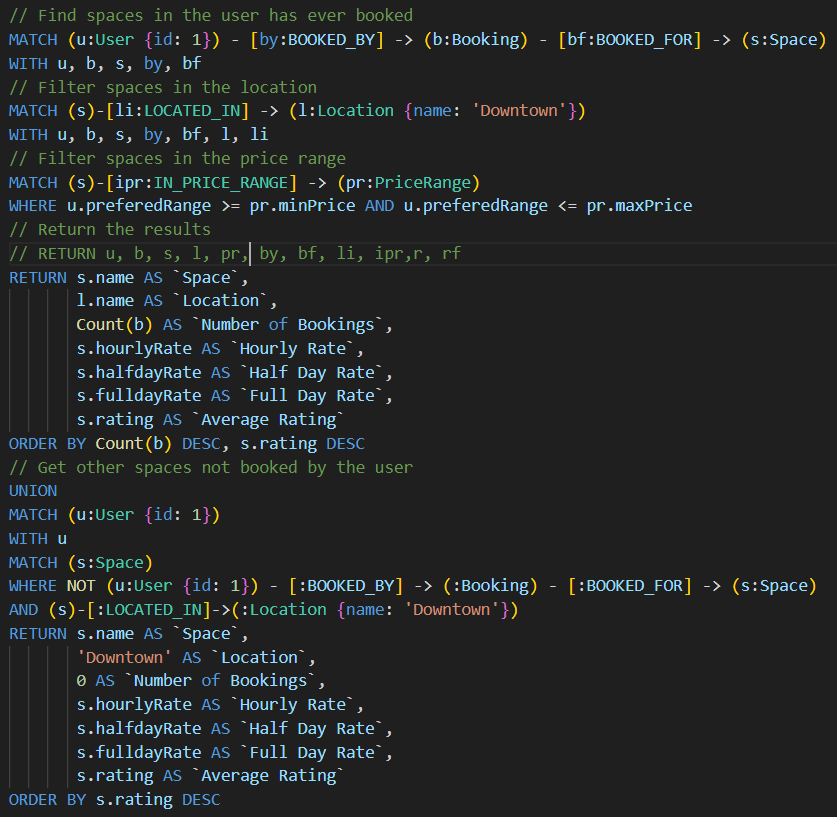 // Find spaces in the user has ever booked
MATCH (u:User {id: 1}) - [by:BOOKED_BY] -> (b:Booking) - [bf:BOOKED_FOR] -> (s:Space)
WITH u, b, s, by, bf
// Filter spaces in the location
MATCH (s)-[li:LOCATED_IN] -> (l:Location {name: 'Downtown'})
WITH u, b, s, by, bf, l, li
// Filter spaces in the price range
MATCH (s)-[ipr:IN_PRICE_RANGE] -> (pr:PriceRange)
WHERE u.preferedRange >= pr.minPrice AND u.preferedRange <= pr.maxPrice
// Return the results
// RETURN u, b, s, l, pr, by, bf, li, ipr,r, rf
RETURN s.name AS `Space`,
l.name AS `Location`,
Count(b) AS `Number of Bookings`,
s.hourlyRate AS `Hourly Rate`,
s.halfdayRate AS `Half Day Rate`,
s.fulldayRate AS `Full Day Rate`,
s.rating AS `Average Rating`
ORDER BY Count(b) DESC, s.rating DESC
// Get other spaces not booked by the user
UNION
MATCH (u:User {id: 1})
WITH u
MATCH (s:Space)
WHERE NOT (u:User {id: 1}) - [:BOOKED_BY] -> (:Booking) - [:BOOKED_FOR] -> (s:Space)
AND (s)-[:LOCATED_IN]->(:Location {name: 'Downtown'})
RETURN s.name AS `Space`,
'Downtown' AS `Location`,
0 AS `Number of Bookings`,
s.hourlyRate AS `Hourly Rate`,
s.halfdayRate AS `Half Day Rate`,
s.fulldayRate AS `Full Day Rate`,
s.rating AS `Average Rating`
ORDER BY s.rating DESC